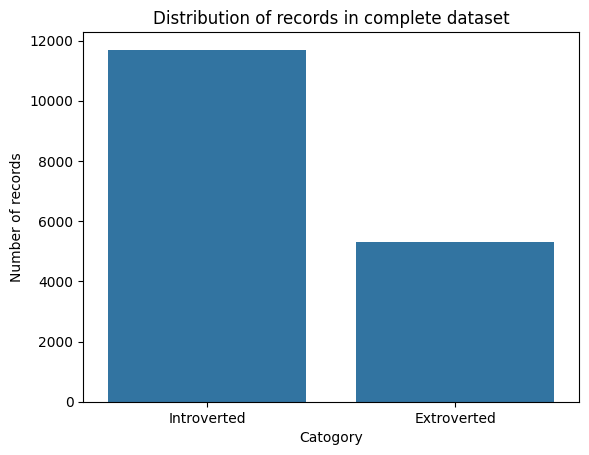 Distribution of records in complete dataset
12000
10000
8000
6000
4000
2000
0
Number of records
Introverted
Extroverted
Catogory